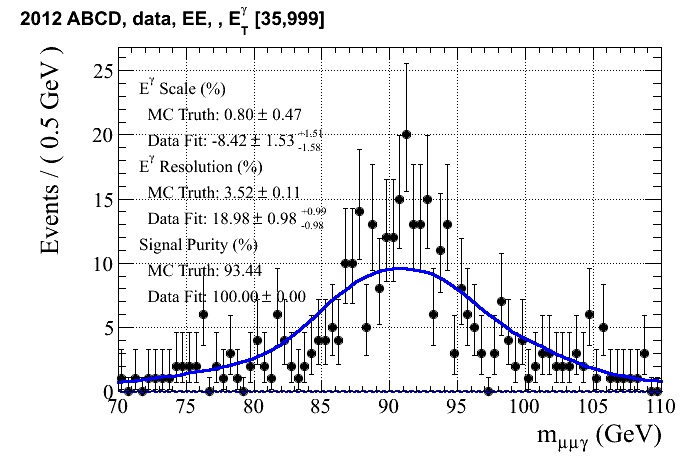 2012 ABCD, data, EE, , E_T^γ [35,999]
Events / ( 0.5 GeV )
25
20
15
10
5
0
E^γ Scale (%)
MC Truth: 0.80 ± 0.47
Data Fit: -8.42 ± 1.53 +1.51 -1.58
E^γ Resolution (%)
MC Truth: 3.52 ± 0.11
Data Fit: 18.98 ± 0.98 +0.99 -0.98
Signal Purity (%)
MC Truth: 93.44
Data Fit: 100.00 ± 0.00
70 75 80 85 90 95 100 105 110
m_μμγ (GeV)